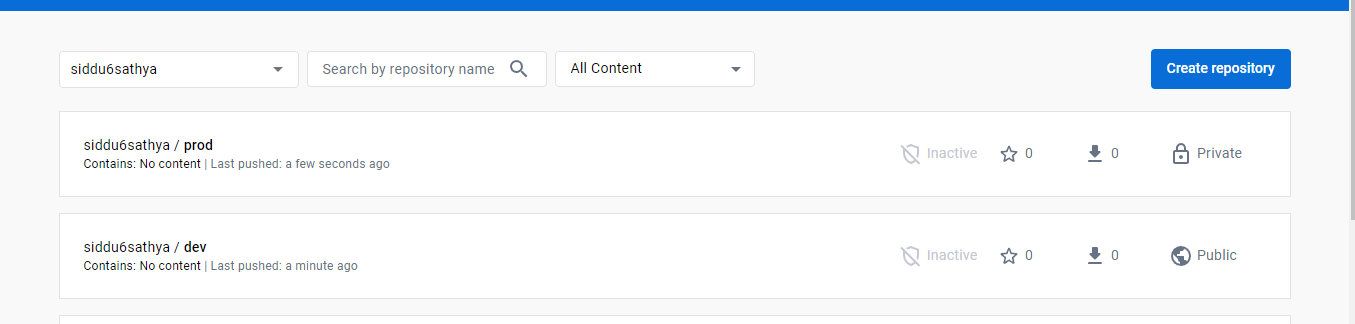 siddu6sathya
Search by repository name
All Content
Create repository
siddu6sathya / prod
Contains: No content | Last pushed: a few seconds ago
Inactive
0
0
Private
siddu6sathya / dev
Contains: No content | Last pushed: a minute ago
Inactive
0
0
Public